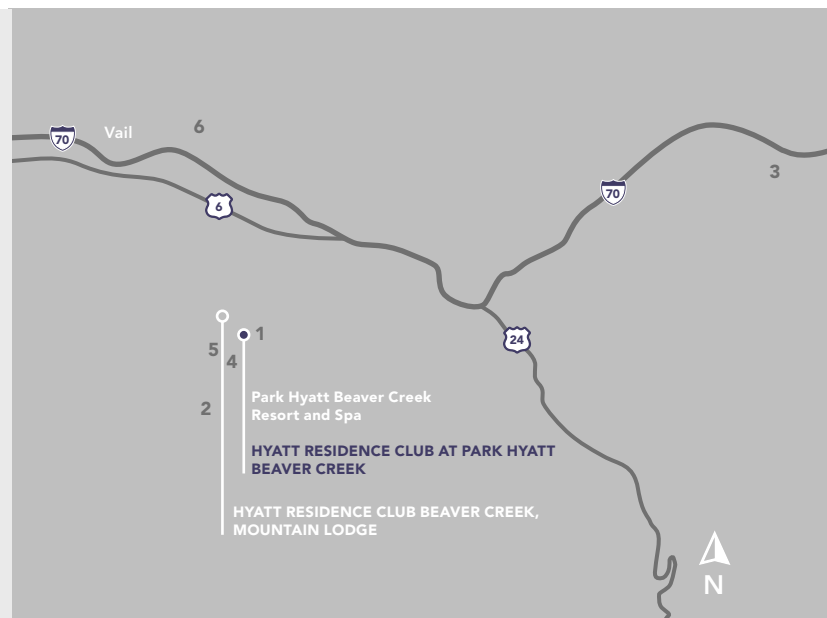 Vail
6
70
6
70
3
1
5
4
2
24
Park Hyatt Beaver Creek
Resort and Spa
HYATT RESIDENCE CLUB AT PARK HYATT
BEAVER CREEK
HYATT RESIDENCE CLUB BEAVER CREEK,
MOUNTAIN LODGE
N